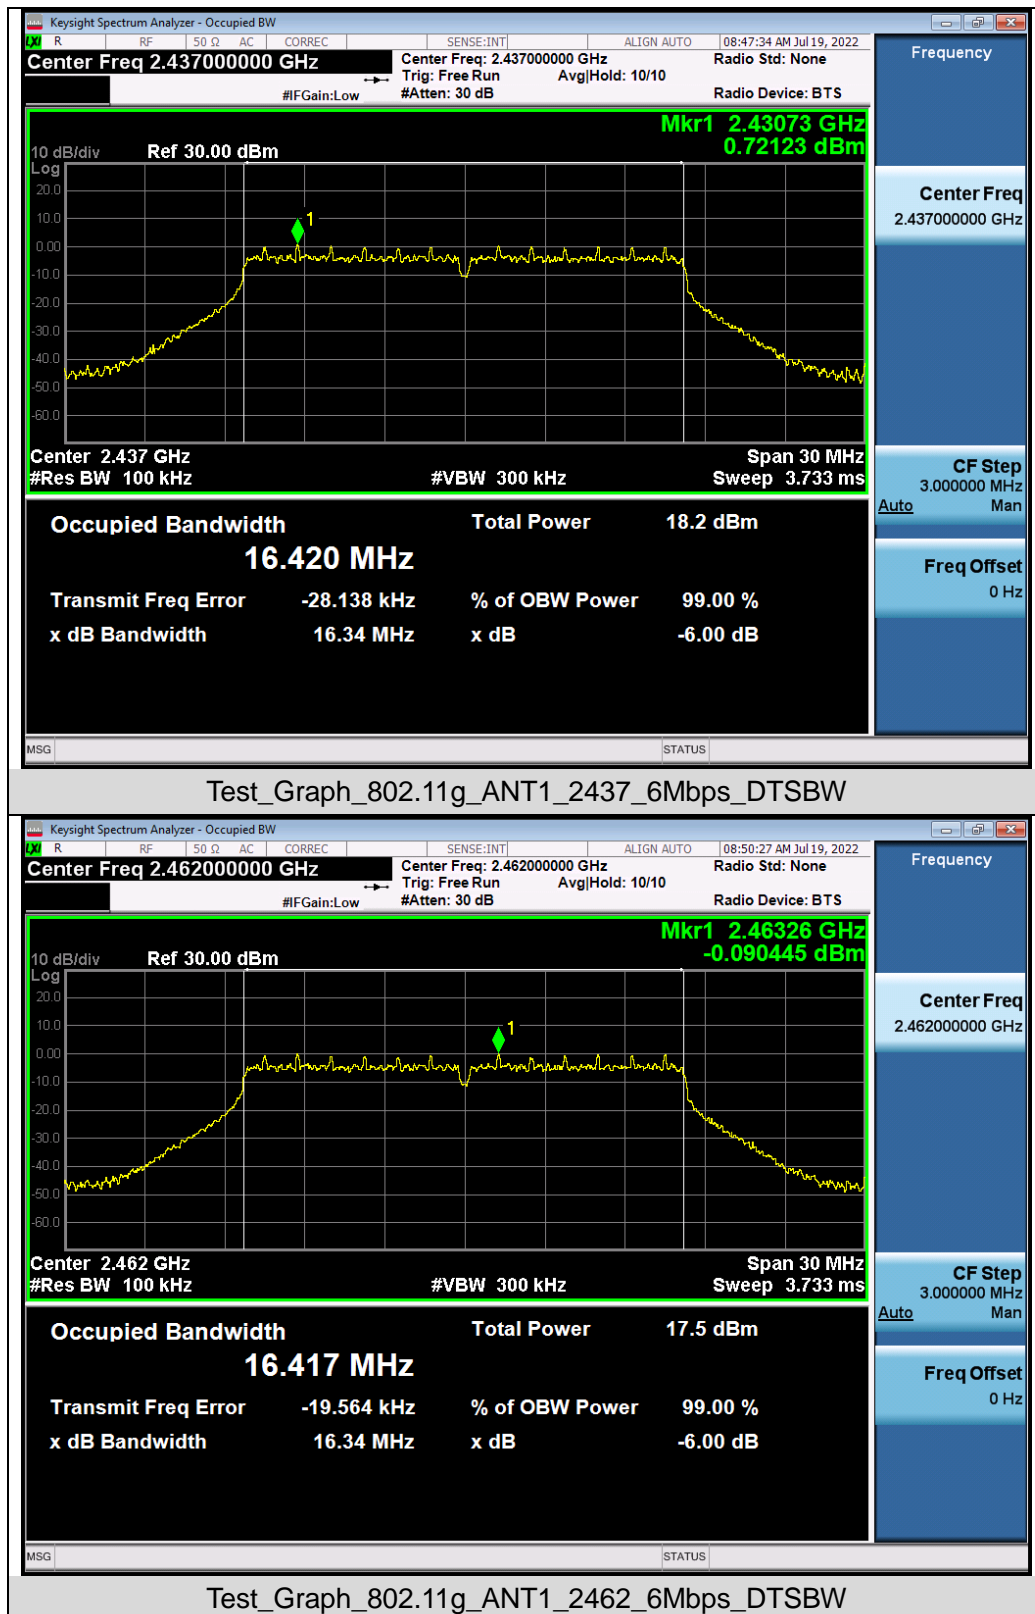 Keysight Spectrum Analyzer - Occupied BW
LXI R RF 50 Ω AC CORREC SENSE:INT ALIGN AUTO 08:47:34 AM Jul 19, 2022
Center Freq 2.437000000 GHz
Center Freq: 2.437000000 GHz Radio Std: None
Trig: Free Run Avg|Hold: 10/10
#IFGain:Low #Atten: 30 dB Radio Device: BTS
Frequency
Mkr1 2.43073 GHz
0.72123 dBm
10 dB/div Ref 30.00 dBm
Log
20.0
10.0
0.00
-10.0
-20.0
-30.0
-40.0
-50.0
-60.0
1
Center 2.437 GHz Span 30 MHz
#Res BW 100 kHz #VBW 300 kHz Sweep 3.733 ms
Center Freq
2.437000000 GHz
CF Step
3.000000 MHz
Auto Man
Freq Offset
0 Hz
Occupied Bandwidth Total Power 18.2 dBm
16.420 MHz
Transmit Freq Error -28.138 kHz % of OBW Power 99.00 %
x dB Bandwidth 16.34 MHz x dB -6.00 dB
MSG STATUS
Test_Graph_802.11g_ANT1_2437_6Mbps_DTSBW
Keysight Spectrum Analyzer - Occupied BW
LXI R RF 50 Ω AC CORREC SENSE:INT ALIGN AUTO 08:50:27 AM Jul 19, 2022
Center Freq 2.462000000 GHz
Center Freq: 2.462000000 GHz Radio Std: None
Trig: Free Run Avg|Hold: 10/10
#IFGain:Low #Atten: 30 dB Radio Device: BTS
Frequency
Mkr1 2.46326 GHz
-0.090445 dBm
10 dB/div Ref 30.00 dBm
Log
20.0
10.0
0.00
-10.0
-20.0
-30.0
-40.0
-50.0
-60.0
1
Center 2.462 GHz Span 30 MHz
#Res BW 100 kHz #VBW 300 kHz Sweep 3.733 ms
Center Freq
2.462000000 GHz
CF Step
3.000000 MHz
Auto Man
Freq Offset
0 Hz
Occupied Bandwidth Total Power 17.5 dBm
16.417 MHz
Transmit Freq Error -19.564 kHz % of OBW Power 99.00 %
x dB Bandwidth 16.34 MHz x dB -6.00 dB
MSG STATUS
Test_Graph_802.11g_ANT1_2462_6Mbps_DTSBW